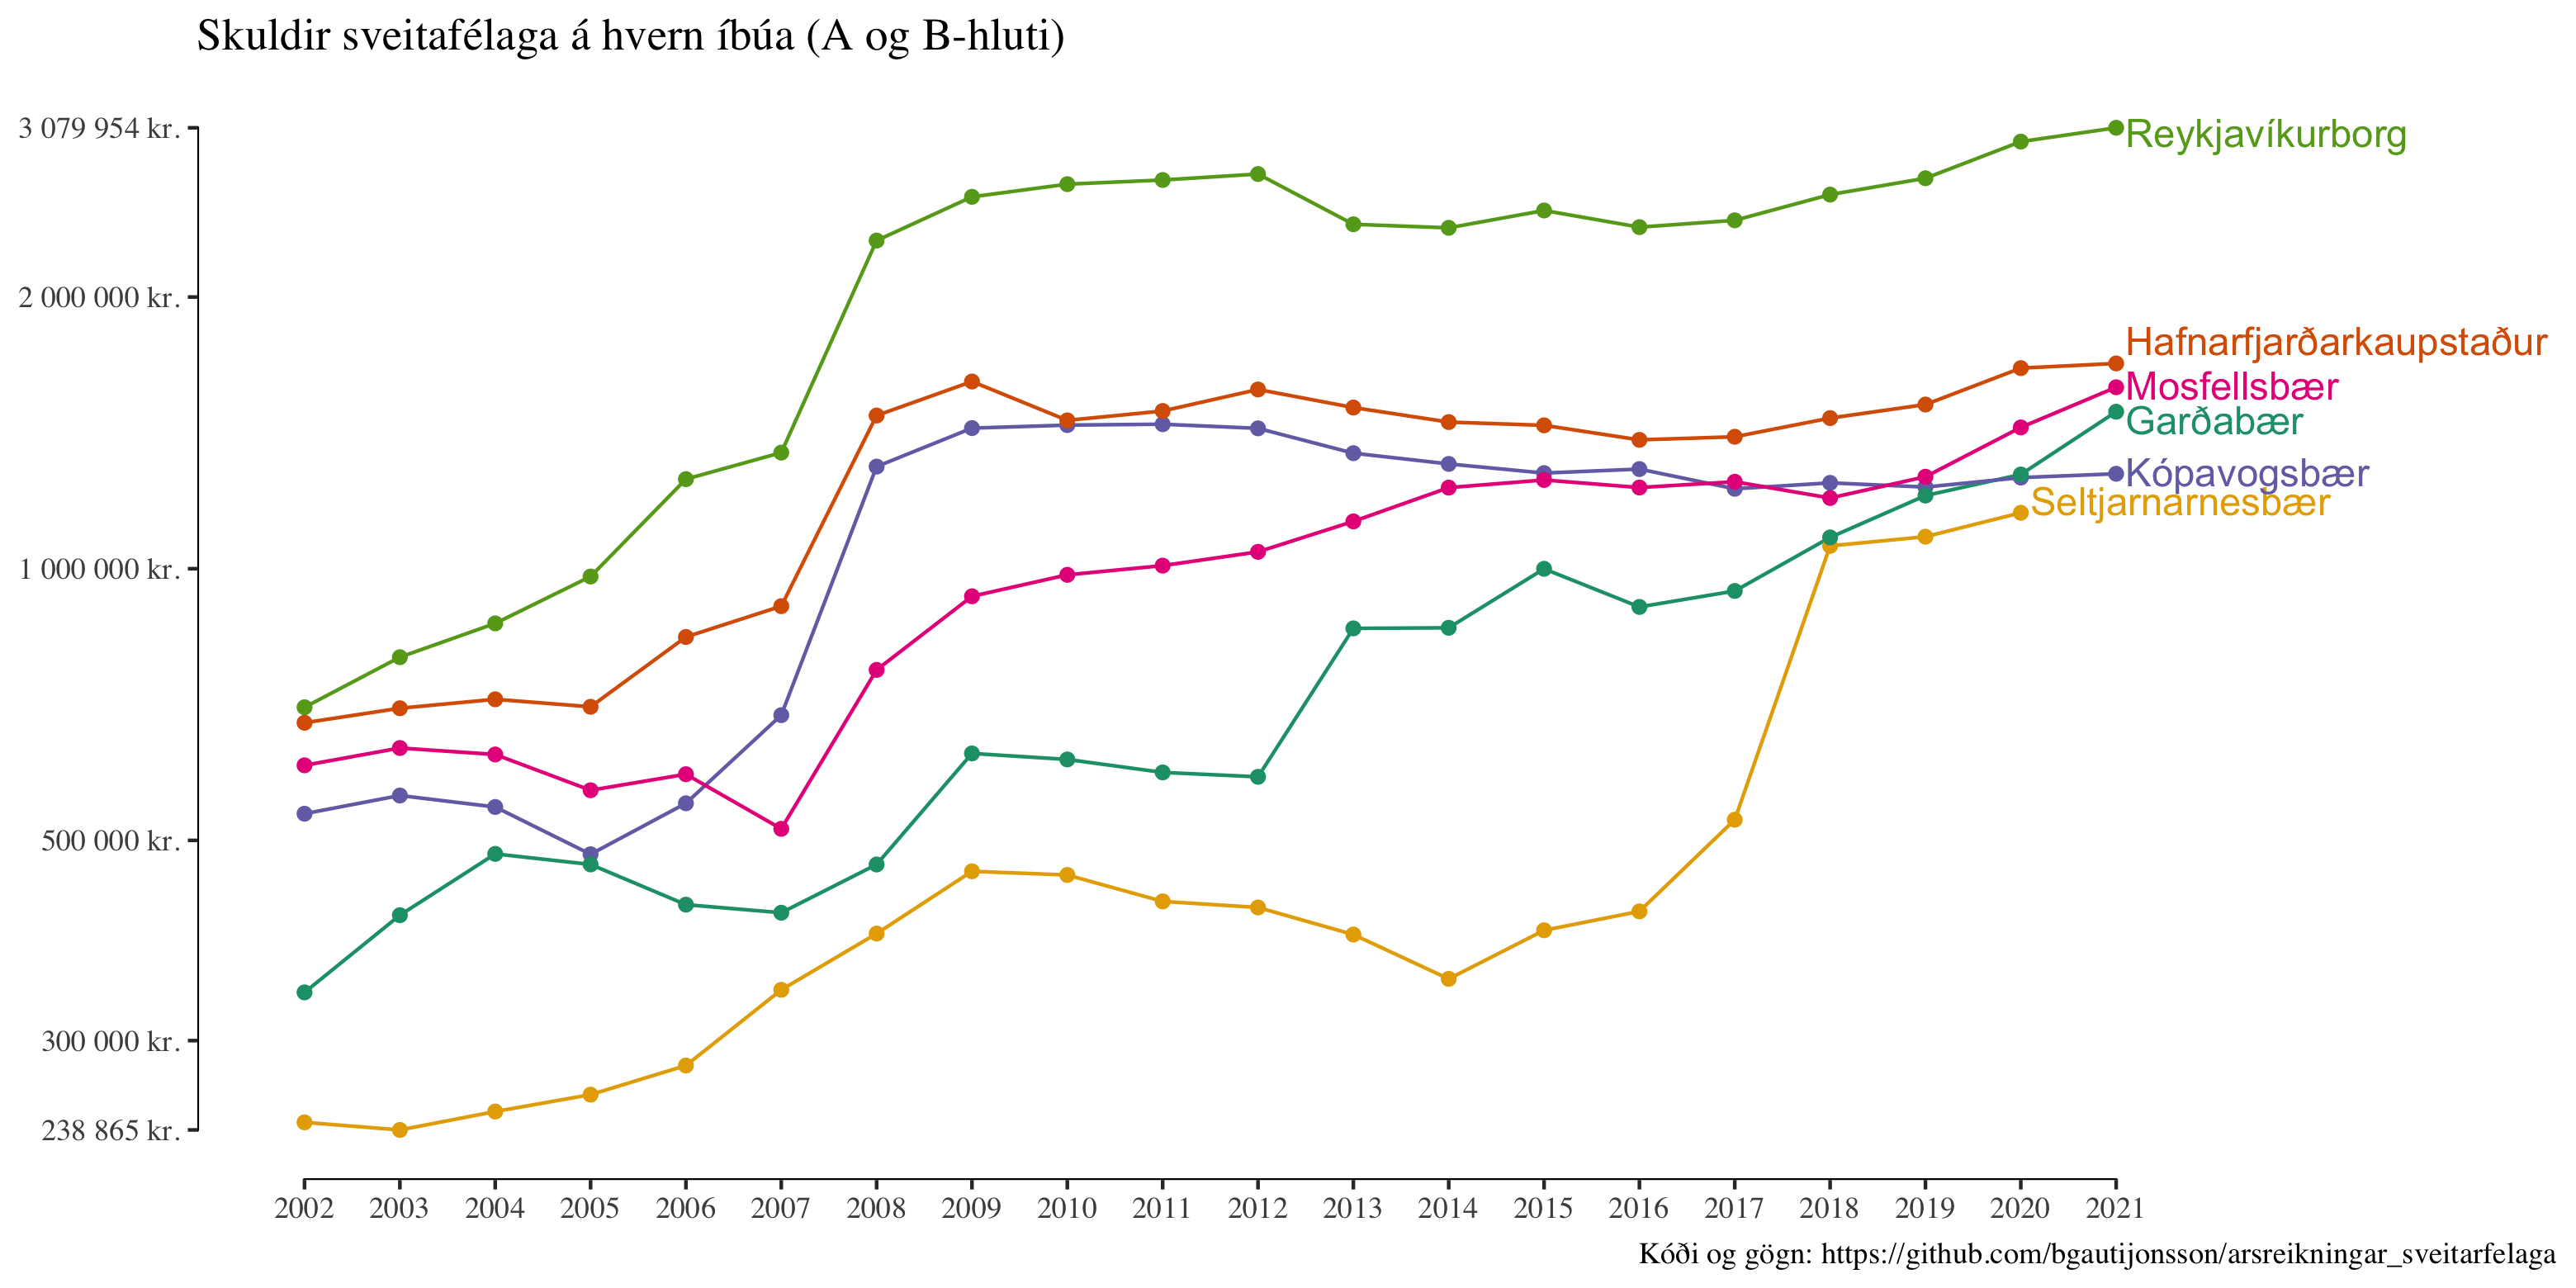 Skuldir sveitafélaga á hvern íbúa (A og B-hluti)
3 079 954 kr.
2 000 000 kr.
1 000 000 kr.
500 000 kr.
300 000 kr.
238 865 kr.
Reykjavíkurborg
Hafnarfjarðarkaupstaður
Mosfellsbær
Garðabær
Kópavogsbær
Seltjarnarnesbær
2002 2003 2004 2005 2006 2007 2008 2009 2010 2011 2012 2013 2014 2015 2016 2017 2018 2019 2020 2021
Kóði og gögn: https://github.com/bgautijonsson/arsreikningar_sveitarfelaga